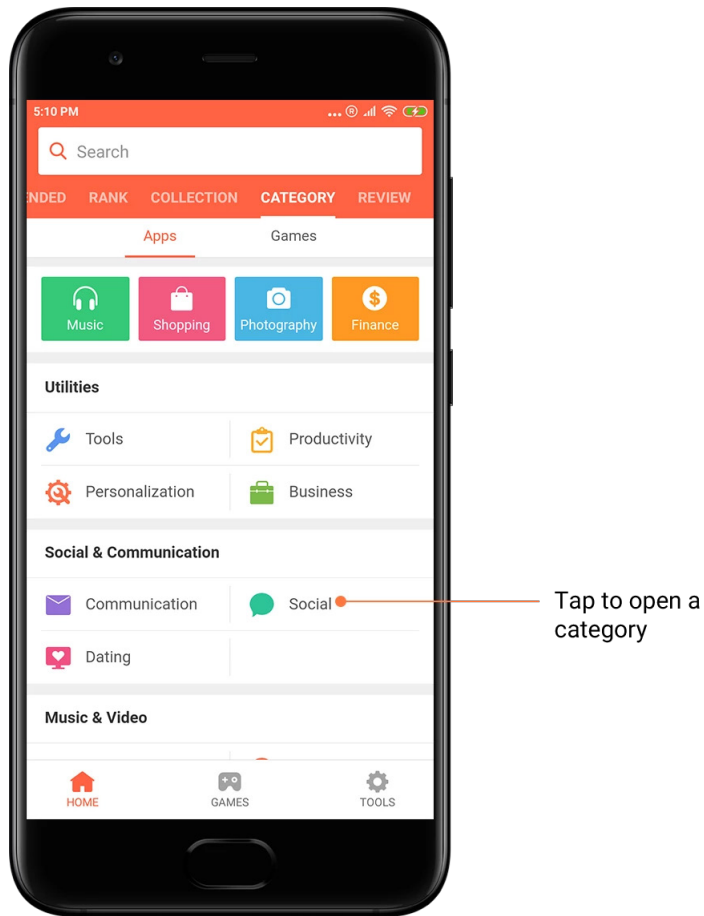 5:10 PM
Search
NDED RANK COLLECTION CATEGORY REVIEW
Apps Games
Music Shopping Photography Finance
Utilities
Tools Productivity
Personalization Business
Social & Communication
Communication Social
Dating
Music & Video
HOME GAMES TOOLS
Tap to open a
category